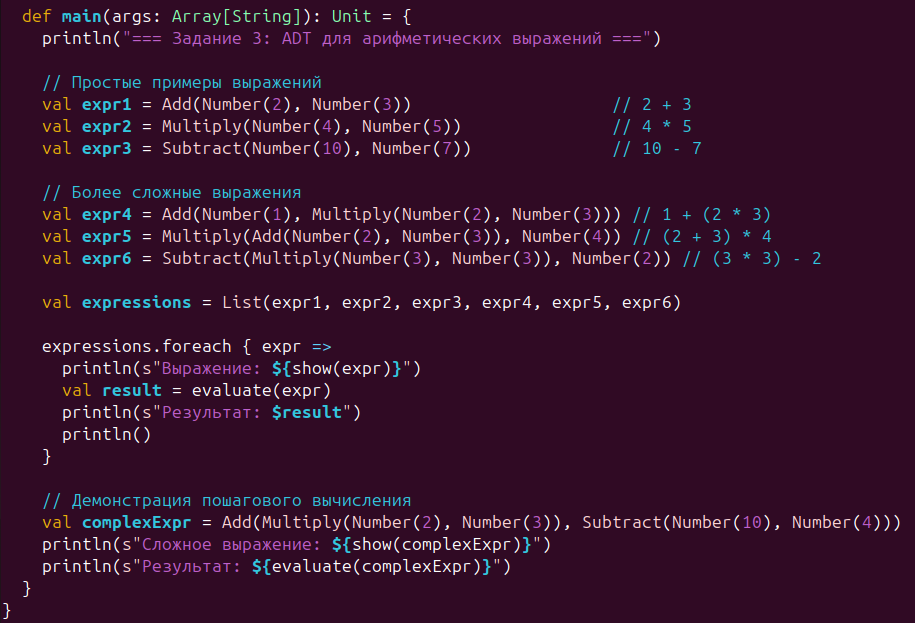 def main(args: Array[String]): Unit = {
println("=== Задание 3: ADT для арифметических выражений ===")
// Простые примеры выражений
val expr1 = Add(Number(2), Number(3)) // 2 + 3
val expr2 = Multiply(Number(4), Number(5)) // 4 * 5
val expr3 = Subtract(Number(10), Number(7)) // 10 - 7
// Более сложные выражения
val expr4 = Add(Number(1), Multiply(Number(2), Number(3))) // 1 + (2 * 3)
val expr5 = Multiply(Add(Number(2), Number(3)), Number(4)) // (2 + 3) * 4
val expr6 = Subtract(Multiply(Number(3), Number(3)), Number(2)) // (3 * 3) - 2
val expressions = List(expr1, expr2, expr3, expr4, expr5, expr6)
expressions.foreach { expr =>
println(s"Выражение: ${show(expr)}")
val result = evaluate(expr)
println(s"Результат: $result")
println()
}
// Демонстрация пошагового вычисления
val complexExpr = Add(Multiply(Number(2), Number(3)), Subtract(Number(10), Number(4)))
println(s"Сложное выражение: ${show(complexExpr)}")
println(s"Результат: ${evaluate(complexExpr)}")
}
}